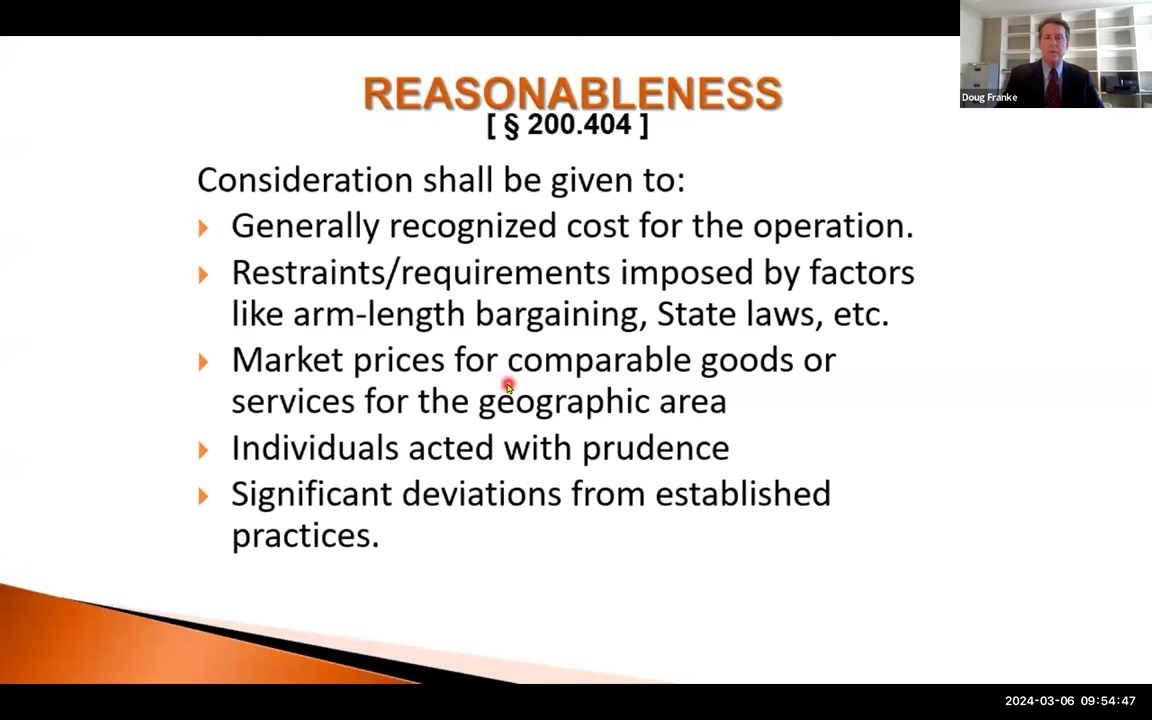 REASONABLENESS
[ § 200.404 ]
Consideration shall be given to:
Generally recognized cost for the operation.
Restraints/requirements imposed by factors
like arm-length bargaining, State laws, etc.
Market prices for comparable goods or
services for the geographic area
Individuals acted with prudence
Significant deviations from established
practices.
Doug Franke
2024-03-06 09:54:47